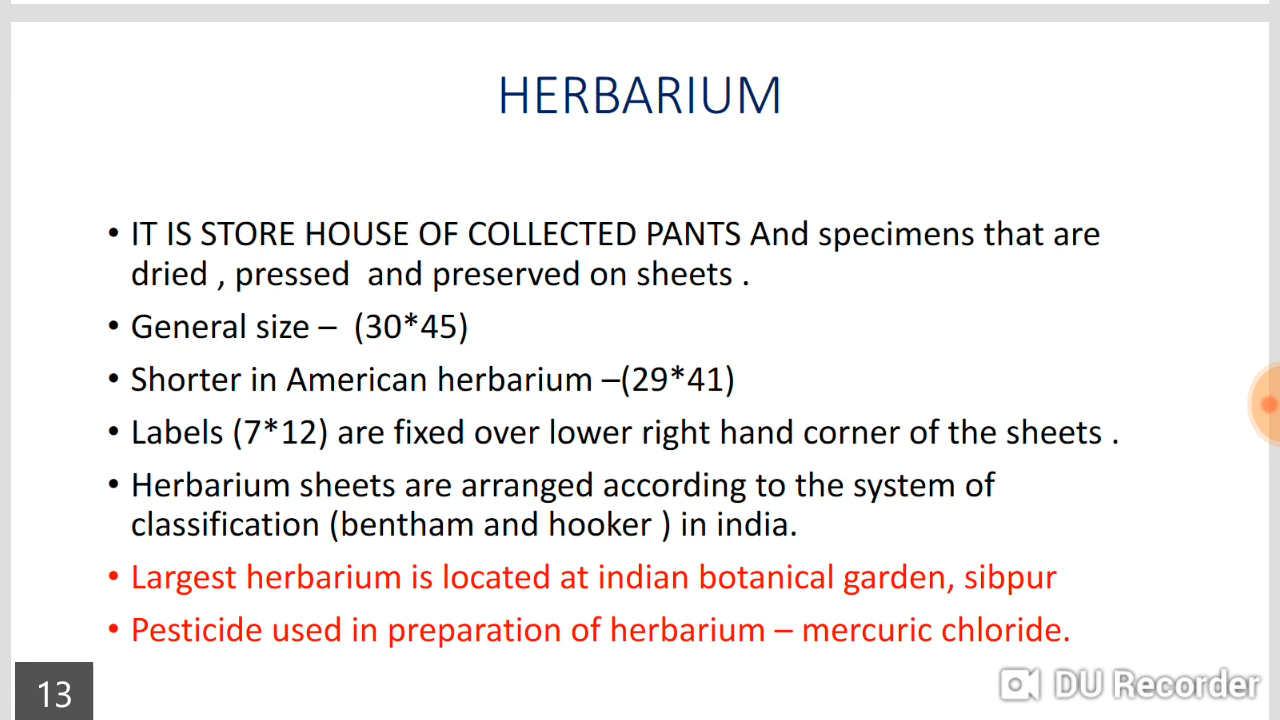 HERBARIUM
• IT IS STORE HOUSE OF COLLECTED PANTS And specimens that are
dried , pressed  and preserved on sheets .
• General size –  (30*45)
• Shorter in American herbarium –(29*41)
• Labels (7*12) are fixed over lower right hand corner of the sheets .
• Herbarium sheets are arranged according to the system of
classification (bentham and hooker ) in india.
• Largest herbarium is located at indian botanical garden, sibpur
• Pesticide used in preparation of herbarium – mercuric chloride.
13
DU Recorder